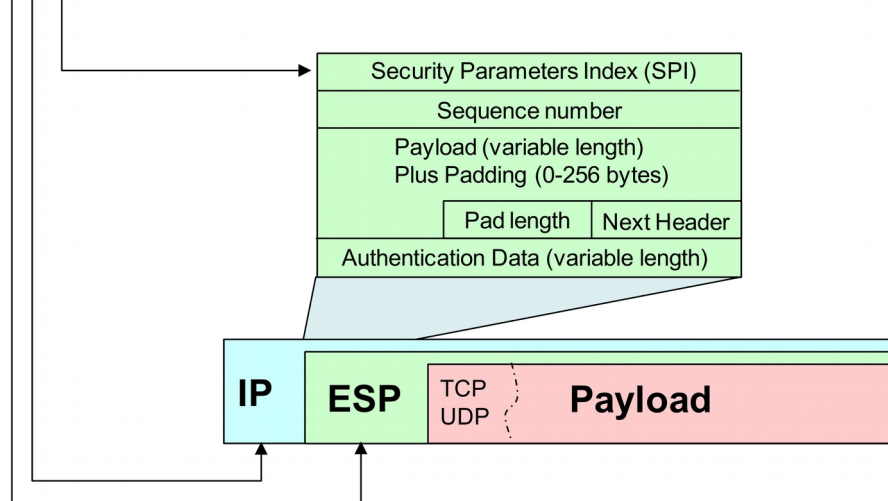 Security Parameters Index (SPI)
Sequence number
Payload (variable length)
Plus Padding (0-256 bytes)
Pad length
Next Header
Authentication Data (variable length)
IP
ESP
TCP
UDP
Payload